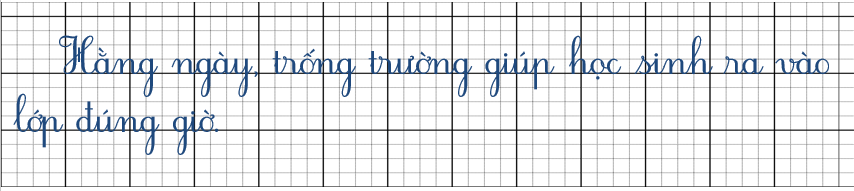 Hằng ngày, trống trường giúp học sinh ra vào
lớp đúng giờ.